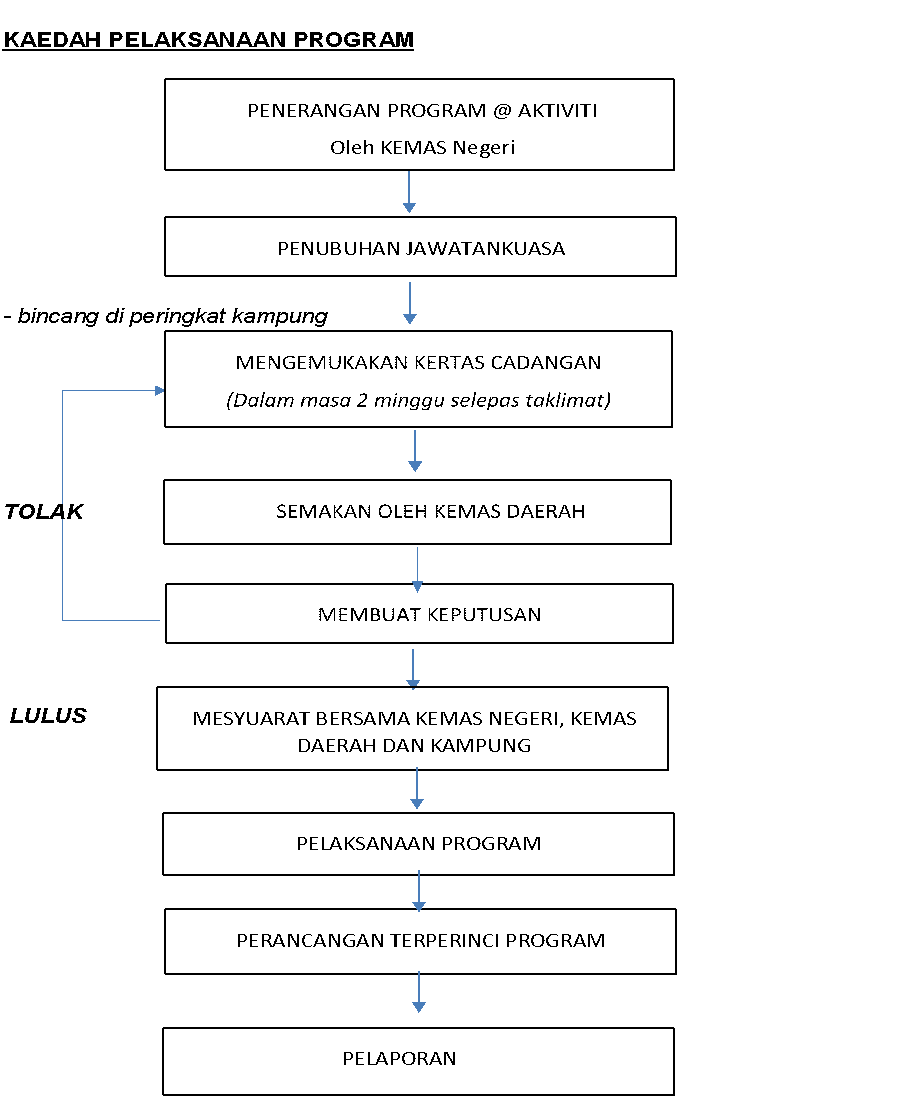 KAEDAH PELAKSANAAN PROGRAM
PENERANGAN PROGRAM @ AKTIVITI
Oleh KEMAS Negeri
PENUBUHAN JAWATANKUASA
- bincang di peringkat kampung
MENGEMUKAKAN KERTAS CADANGAN
(Dalam masa 2 minggu selepas taklimat)
TOLAK
SEMAKAN OLEH KEMAS DAERAH
MEMBUAT KEPUTUSAN
LULUS
MESYUARAT BERSAMA KEMAS NEGERI, KEMAS
DAERAH DAN KAMPUNG
PELAKSANAAN PROGRAM
PERANCANGAN TERPERINCI PROGRAM
PELAPORAN